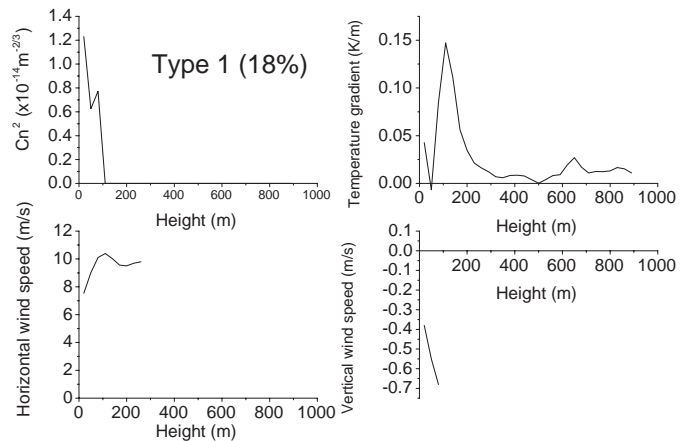 Cn² (x10⁻¹⁴m⁻²/³)
1.4
1.2
1.0
0.8
0.6
0.4
0.2
0.0
Type 1 (18%)
0 200 400 600 800 1000
Height (m)
Temperature gradient (K/m)
0.15
0.10
0.05
0.00
0 200 400 600 800 1000
Height (m)
Horizontal wind speed (m/s)
12
10
8
6
4
2
0
0 200 400 600 800 1000
Height (m)
Vertical wind speed (m/s)
0.1
0.0
-0.1
-0.2
-0.3
-0.4
-0.5
-0.6
-0.7
200 400 600 800 1000
Height (m)